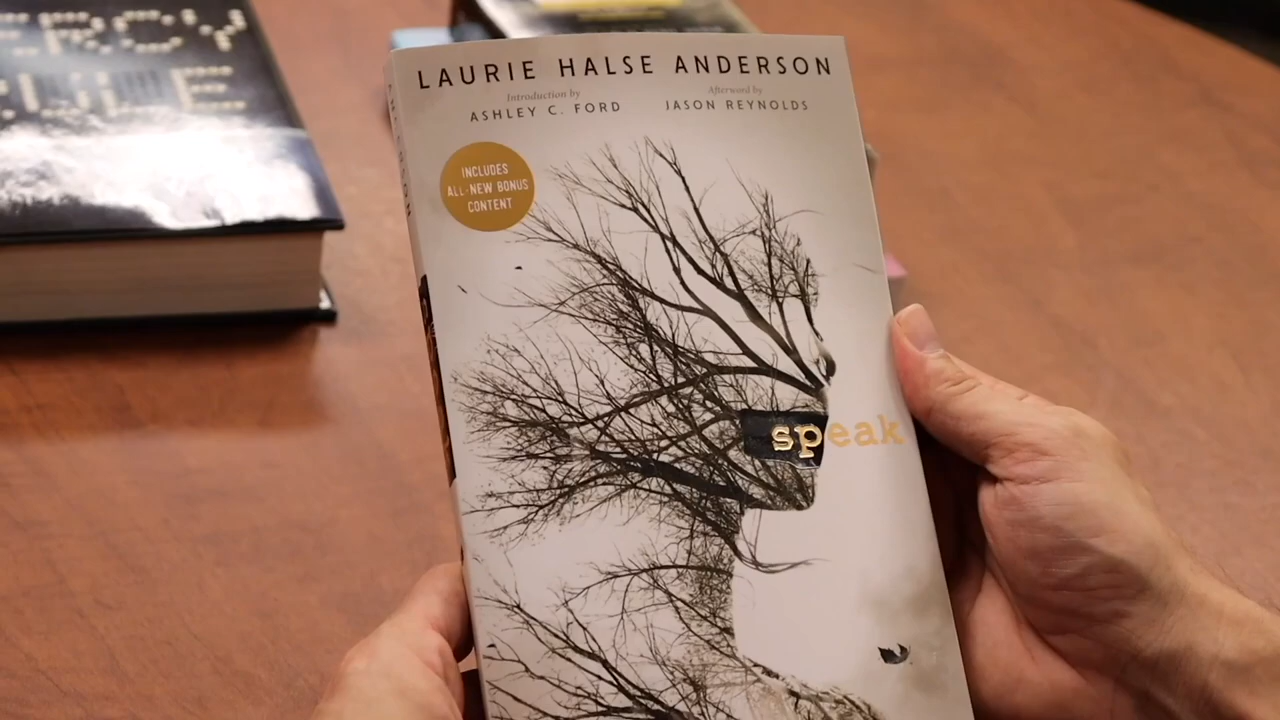 LAURIE HALSE ANDERSON
Introduction by
ASHLEY C. FORD
Afterword by
JASON REYNOLDS
INCLUDES
ALL-NEW BONUS
CONTENT
speak